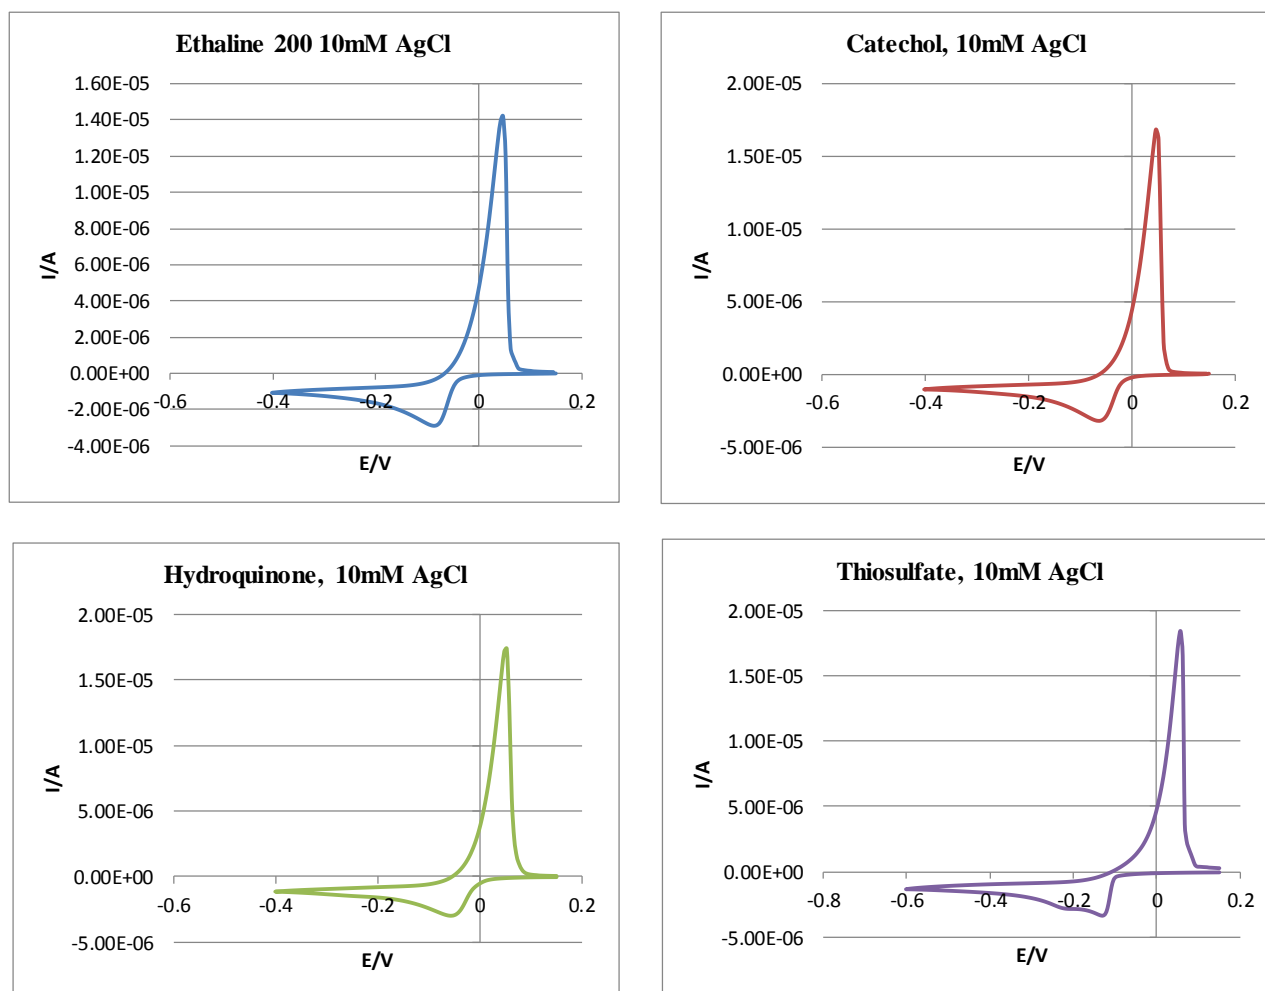 Ethaline 200 10mM AgCl
1.60E-05
1.40E-05
1.20E-05
1.00E-05
8.00E-06
6.00E-06
4.00E-06
2.00E-06
0.00E+00
-2.00E-06
-4.00E-06
-0.6 -0.4 -0.2 0 0.2
I/A
E/V
Catechol, 10mM AgCl
2.00E-05
1.50E-05
1.00E-05
5.00E-06
0.00E+00
-5.00E-06
-0.6 -0.4 -0.2 0 0.2
I/A
E/V
Hydroquinone, 10mM AgCl
2.00E-05
1.50E-05
1.00E-05
5.00E-06
0.00E+00
-5.00E-06
-0.6 -0.4 -0.2 0 0.2
I/A
E/V
Thiosulfate, 10mM AgCl
2.00E-05
1.50E-05
1.00E-05
5.00E-06
0.00E+00
-5.00E-06
-0.8 -0.6 -0.4 -0.2 0 0.2
I/A
E/V